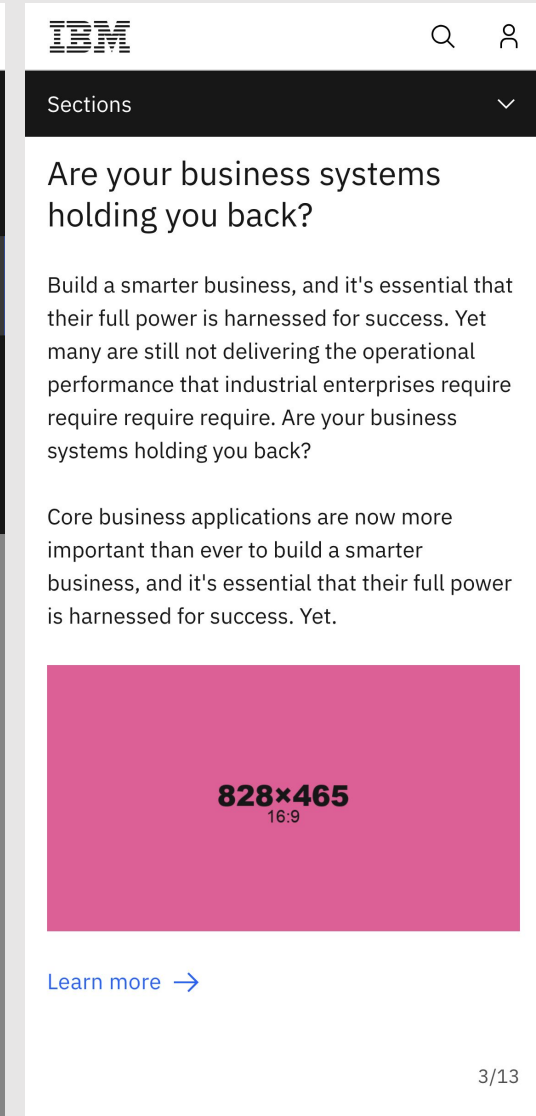 IBM
Sections
Are your business systems
holding you back?
Build a smarter business, and it's essential that
their full power is harnessed for success. Yet
many are still not delivering the operational
performance that industrial enterprises require
require require require. Are your business
systems holding you back?
Core business applications are now more
important than ever to build a smarter
business, and it's essential that their full power
is harnessed for success. Yet.
828×465
16:9
Learn more →
3/13